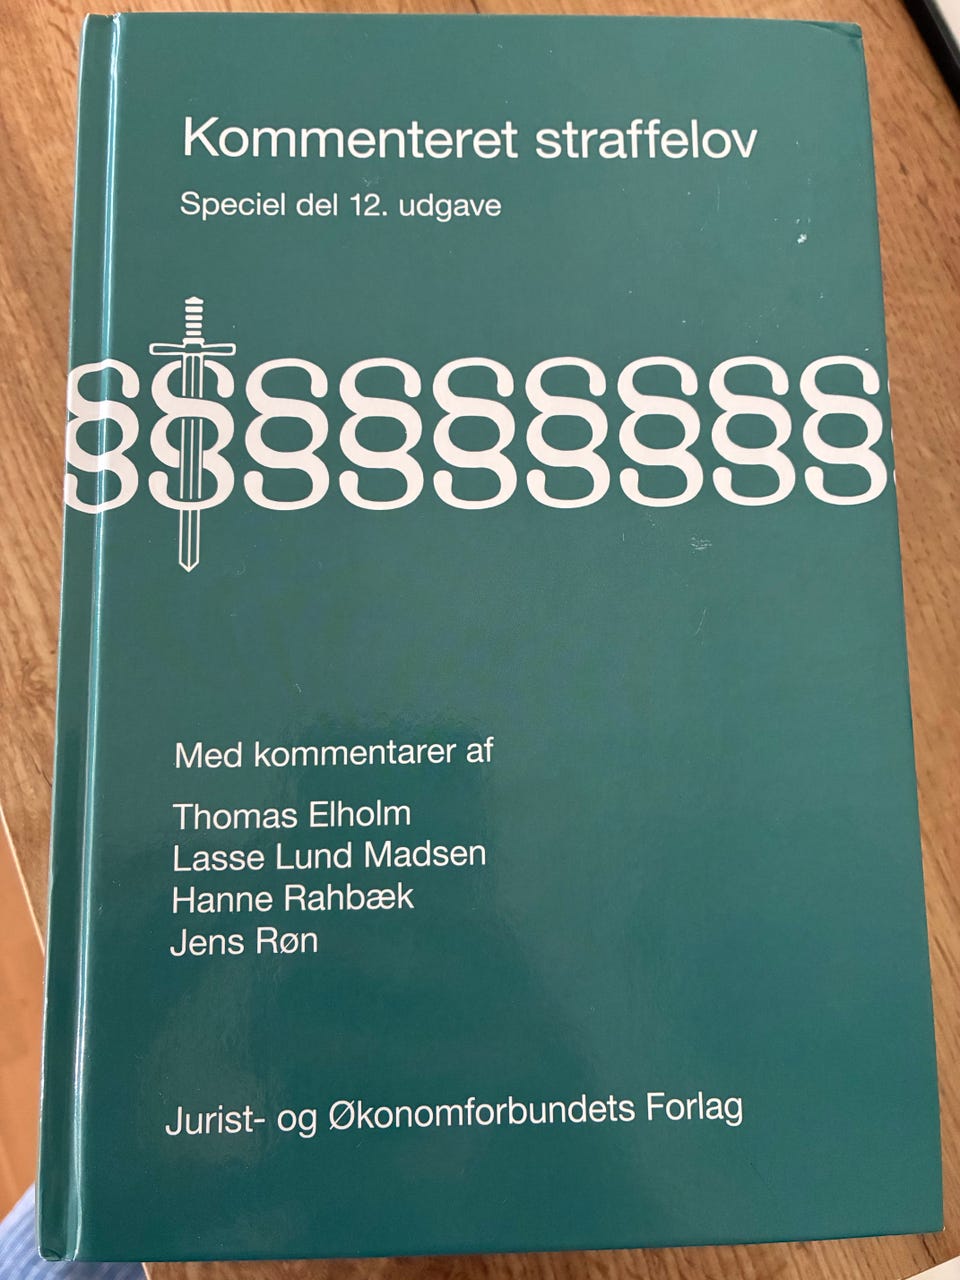 Kommenteret straffelov
Speciel del 12. udgave
§§§§§§§§§
§§§§§§§§§
Med kommentarer af
Thomas Elholm
Lasse Lund Madsen
Hanne Rahbæk
Jens Røn
Jurist- og Økonomforbundets Forlag